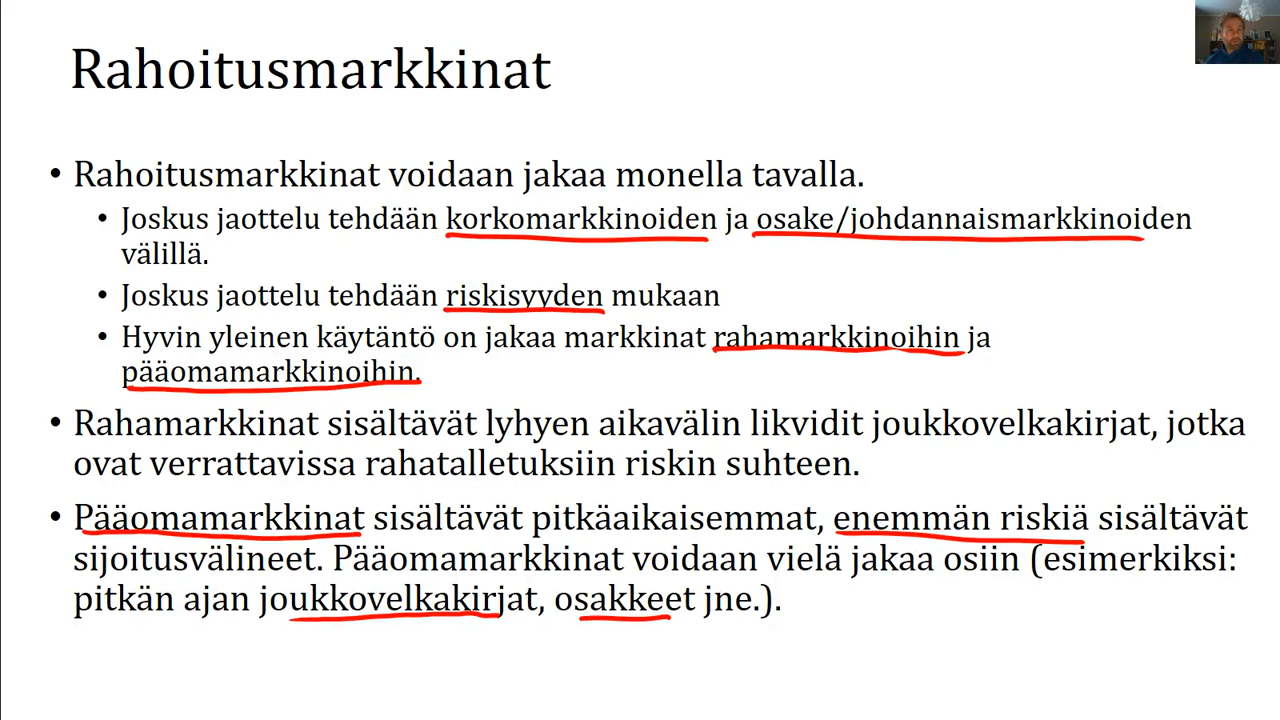 Rahoitusmarkkinat
• Rahoitusmarkkinat voidaan jakaa monella tavalla.
• Joskus jaottelu tehdään korkomarkkinoiden ja osake/johdannaismarkkinoiden
välillä.
• Joskus jaottelu tehdään riskisyyden mukaan
• Hyvin yleinen käytäntö on jakaa markkinat rahamarkkinoihin ja
pääomamarkkinoihin.
• Rahamarkkinat sisältävät lyhyen aikavälin likvidit joukkovelkakirjat, jotka
ovat verrattavissa rahatalletuksiin riskin suhteen.
• Pääomamarkkinat sisältävät pitkäaikaisemmat, enemmän riskiä sisältävät
sijoitusvälineet. Pääomamarkkinat voidaan vielä jakaa osiin (esimerkiksi:
pitkän ajan joukkovelkakirjat, osakkeet jne.).